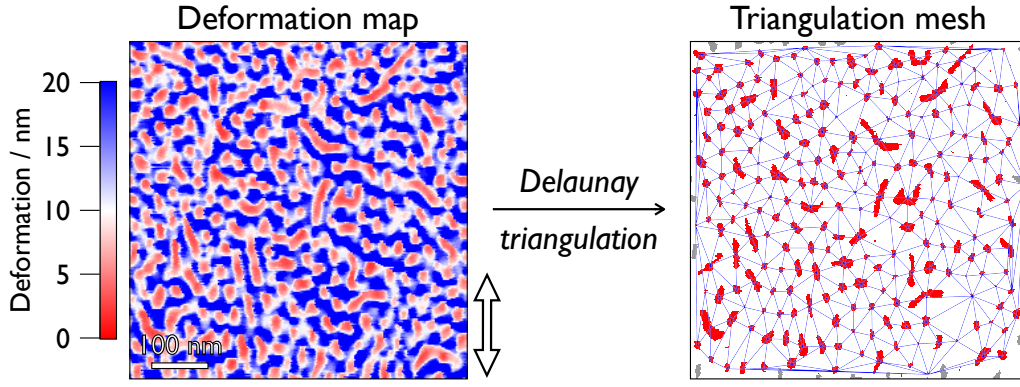 Deformation map
Triangulation mesh
Deformation / nm
20
15
10
5
0
100 nm
Delaunay
triangulation